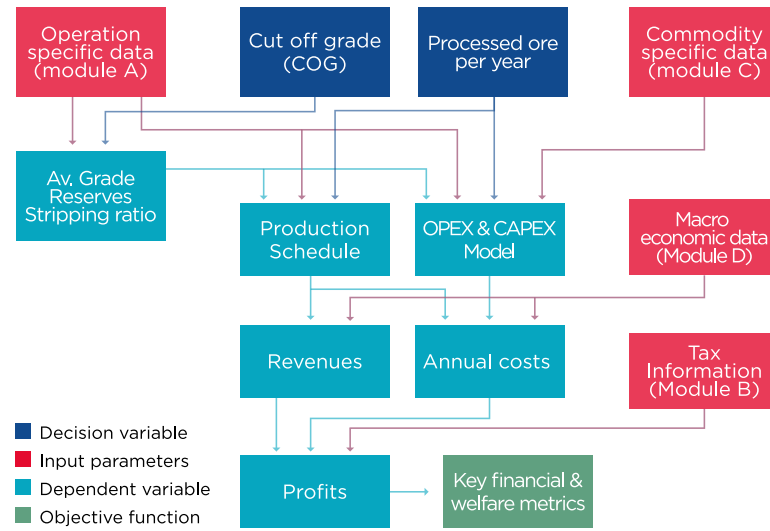 Operation
specific data
(module A)
Cut off grade
(COG)
Processed ore
per year
Commodity
specific data
(module C)
Av. Grade
Reserves
Stripping ratio
Production
Schedule
OPEX & CAPEX
Model
Macro
economic data
(Module D)
Revenues
Annual costs
Tax
Information
(Module B)
Decision variable
Input parameters
Dependent variable
Objective function
Profits
Key financial &
welfare metrics